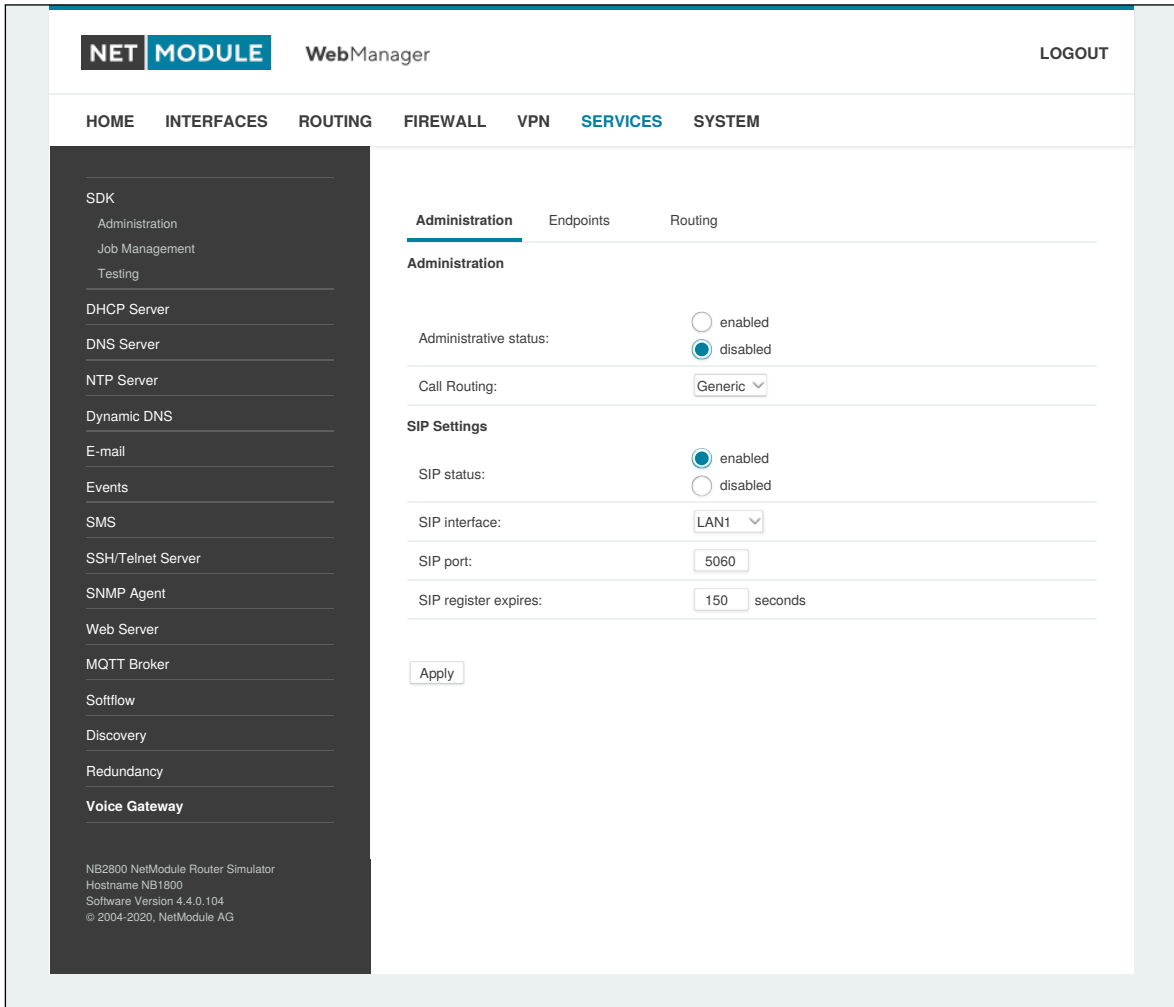 NET MODULE WebManager LOGOUT
HOME INTERFACES ROUTING FIREWALL VPN SERVICES SYSTEM
SDK
Administration
Job Management
Testing
DHCP Server
DNS Server
NTP Server
Dynamic DNS
E-mail
Events
SMS
SSH/Telnet Server
SNMP Agent
Web Server
MQTT Broker
Softflow
Discovery
Redundancy
Voice Gateway
NB2800 NetModule Router Simulator
Hostname NB1800
Software Version 4.4.0.104
© 2004-2020, NetModule AG
Administration Endpoints Routing
Administration
Administrative status: enabled
disabled
Call Routing: Generic
SIP Settings
SIP status: enabled
disabled
SIP interface: LAN1
SIP port: 5060
SIP register expires: 150 seconds
Apply